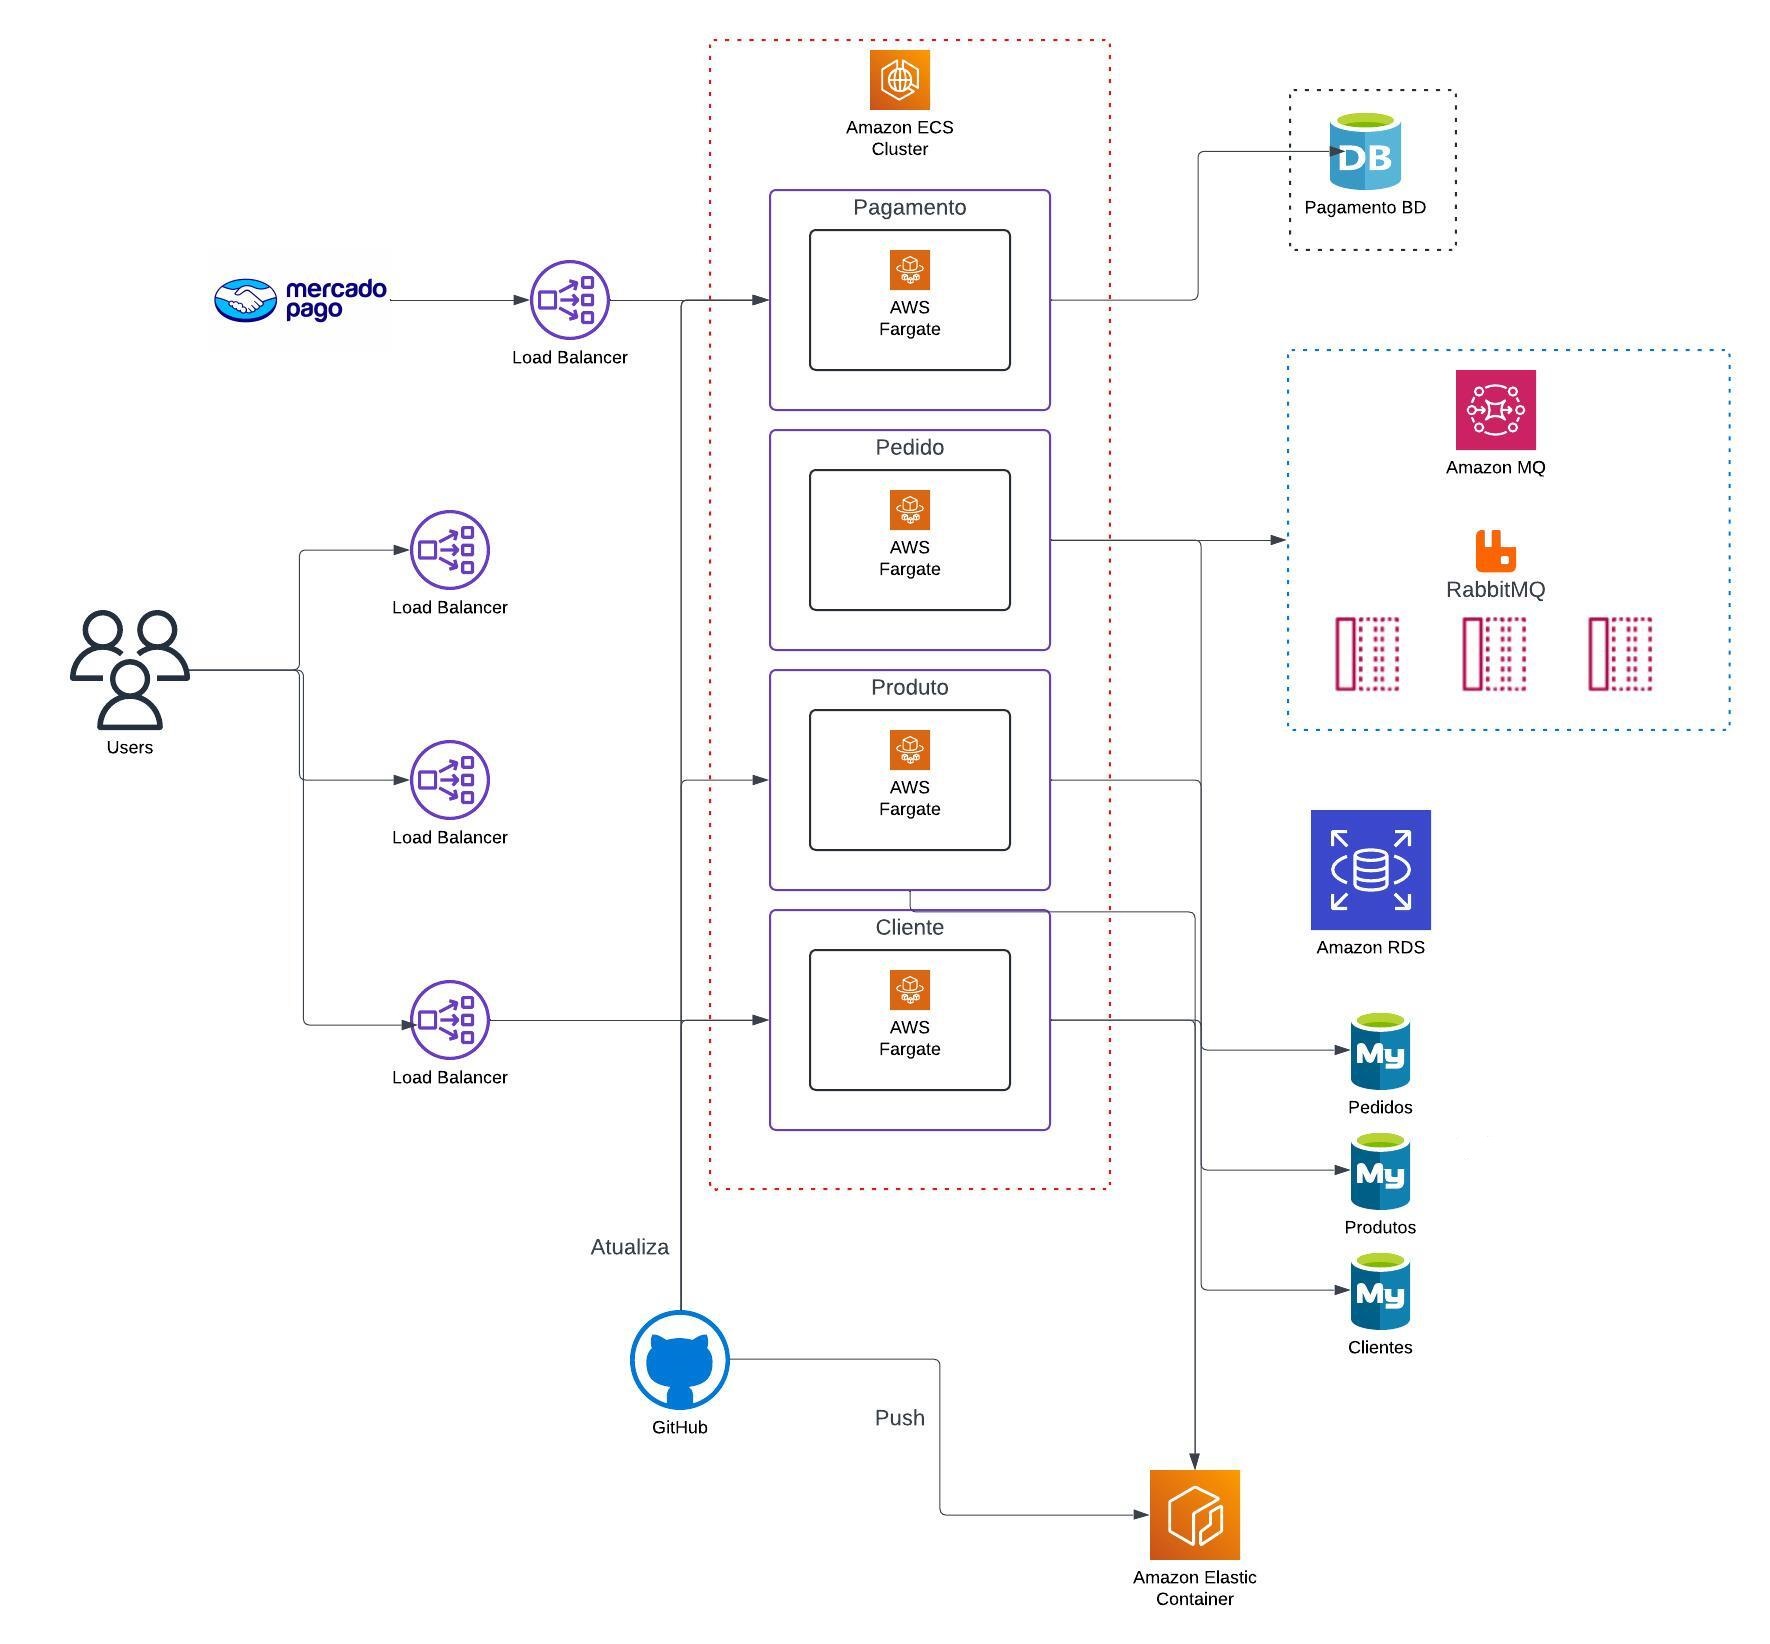 Amazon ECS
Cluster
Pagamento
AWS
Fargate
DB
Pagamento BD
mercado
pago
Load Balancer
Pedido
AWS
Fargate
Amazon MQ
RabbitMQ
Load Balancer
Users
Produto
AWS
Fargate
Load Balancer
Amazon RDS
Cliente
AWS
Fargate
Load Balancer
My
Pedidos
My
Produtos
My
Clientes
Atualiza
GitHub
Push
Amazon Elastic
Container